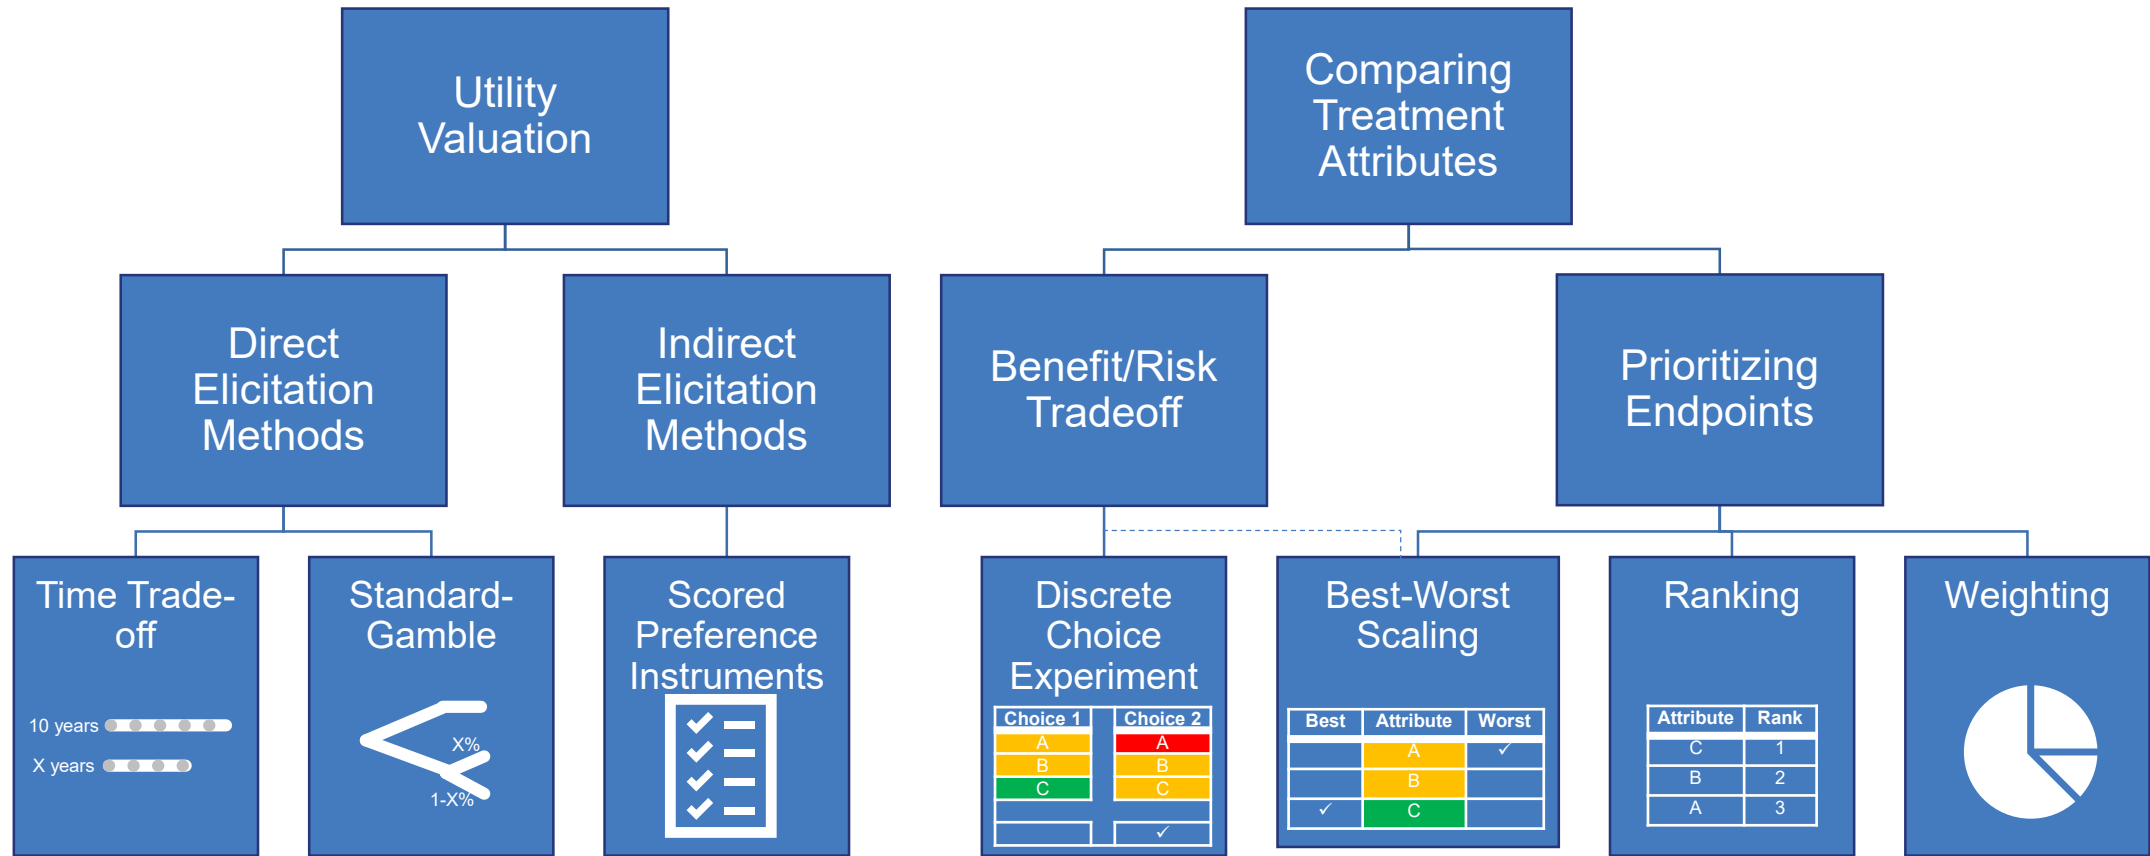 Utility
Valuation
Comparing
Treatment
Attributes
Direct
Elicitation
Methods
Indirect
Elicitation
Methods
Benefit/Risk
Tradeoff
Prioritizing
Endpoints
Time Trade-
off
10 years
X years
Standard-
Gamble
X%
1-X%
Scored
Preference
Instruments
Discrete
Choice
Experiment
Choice 1 Choice 2
A A
B B
C C
✓
Best-Worst
Scaling
Best Attribute Worst
A ✓
B
✓ C
Ranking
Attribute Rank
C 1
B 2
A 3
Weighting